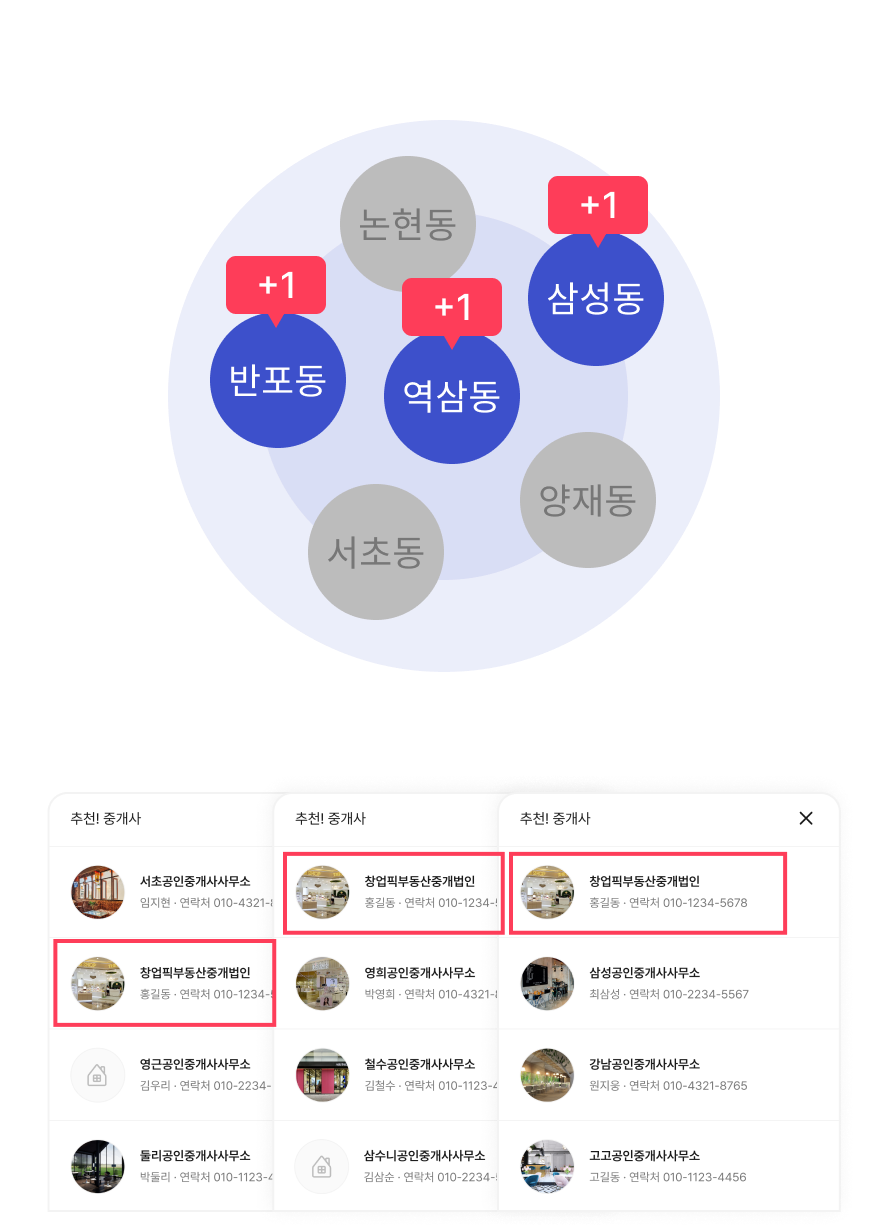 논현동
+1
삼성동
+1
반포동
+1
역삼동
양재동
서초동
추천! 중개사
서초공인중개사사무소
임지현 · 연락처 010-4321-
창업픽부동산중개법인
홍길동 · 연락처 010-1234-
영근공인중개사사무소
김우리 · 연락처 010-2234-
둘리공인중개사사무소
박둘리 · 연락처 010-1123-4
추천! 중개사
창업픽부동산중개법인
홍길동 · 연락처 010-1234-
영희공인중개사사무소
박영희 · 연락처 010-4321-
철수공인중개사사무소
김철수 · 연락처 010-1123-4
삼수니공인중개사사무소
김삼순 · 연락처 010-2234-
추천! 중개사
창업픽부동산중개법인
홍길동 · 연락처 010-1234-5678
삼성공인중개사사무소
최삼성 · 연락처 010-2234-5567
강남공인중개사사무소
원지웅 · 연락처 010-4321-8765
고고공인중개사사무소
고길동 · 연락처 010-1123-4456